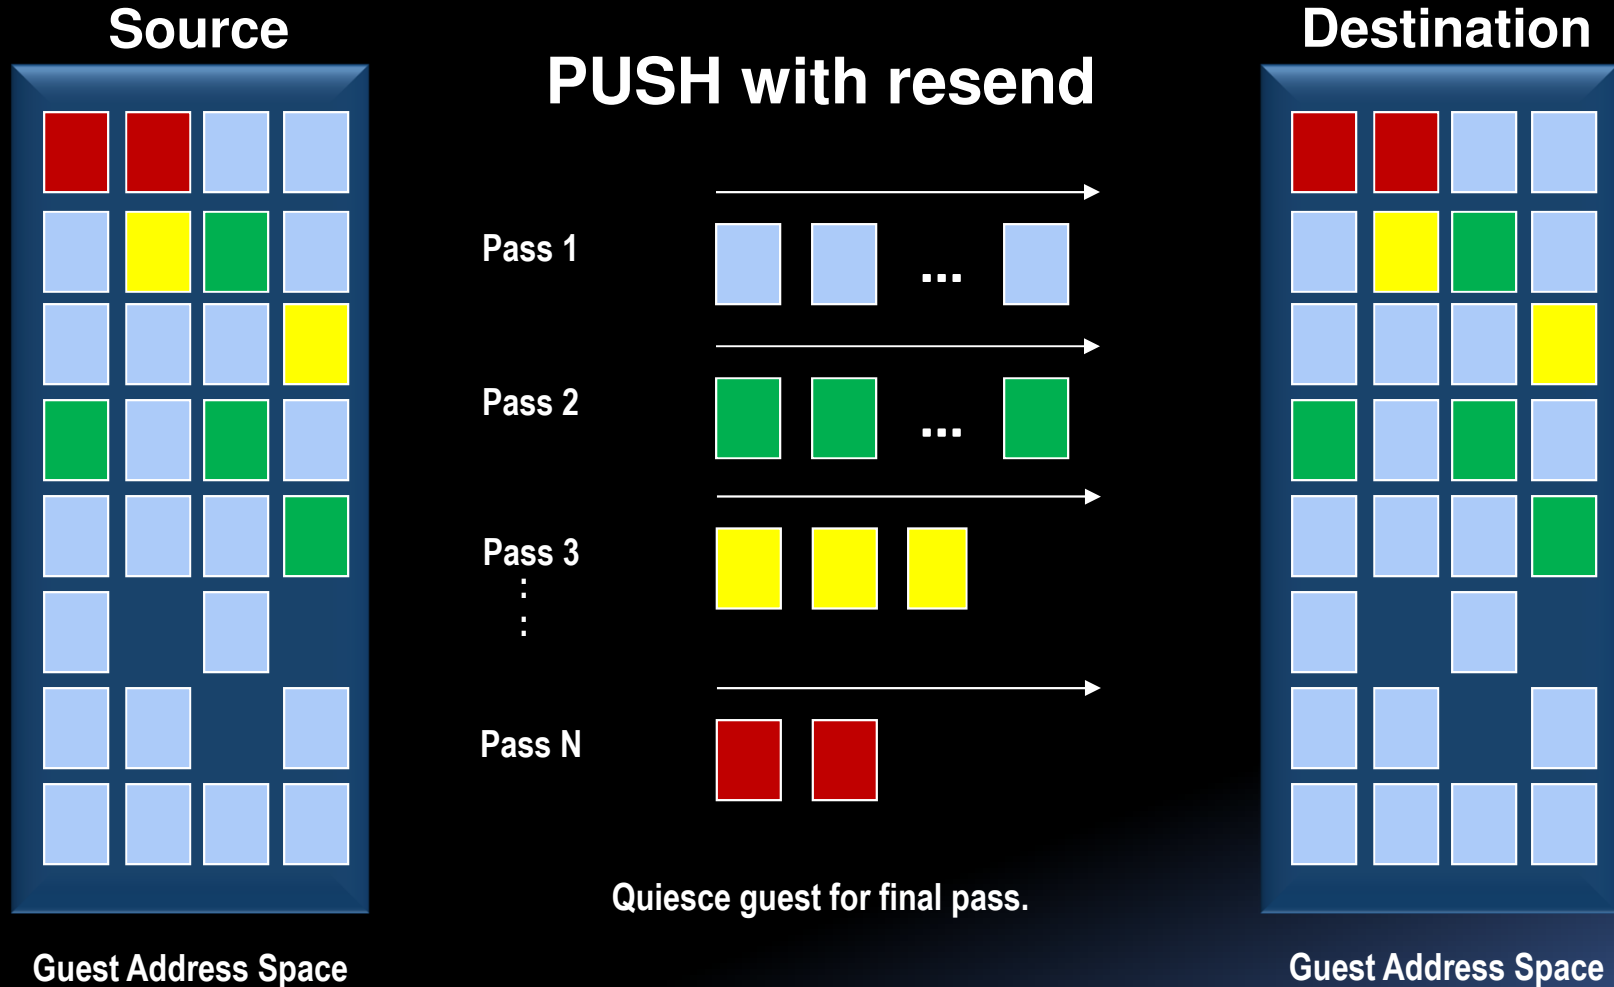 Source
Destination
PUSH with resend
Pass 1
...
Pass 2
...
Pass 3
:
:
Pass N
Quiesce guest for final pass.
Guest Address Space
Guest Address Space